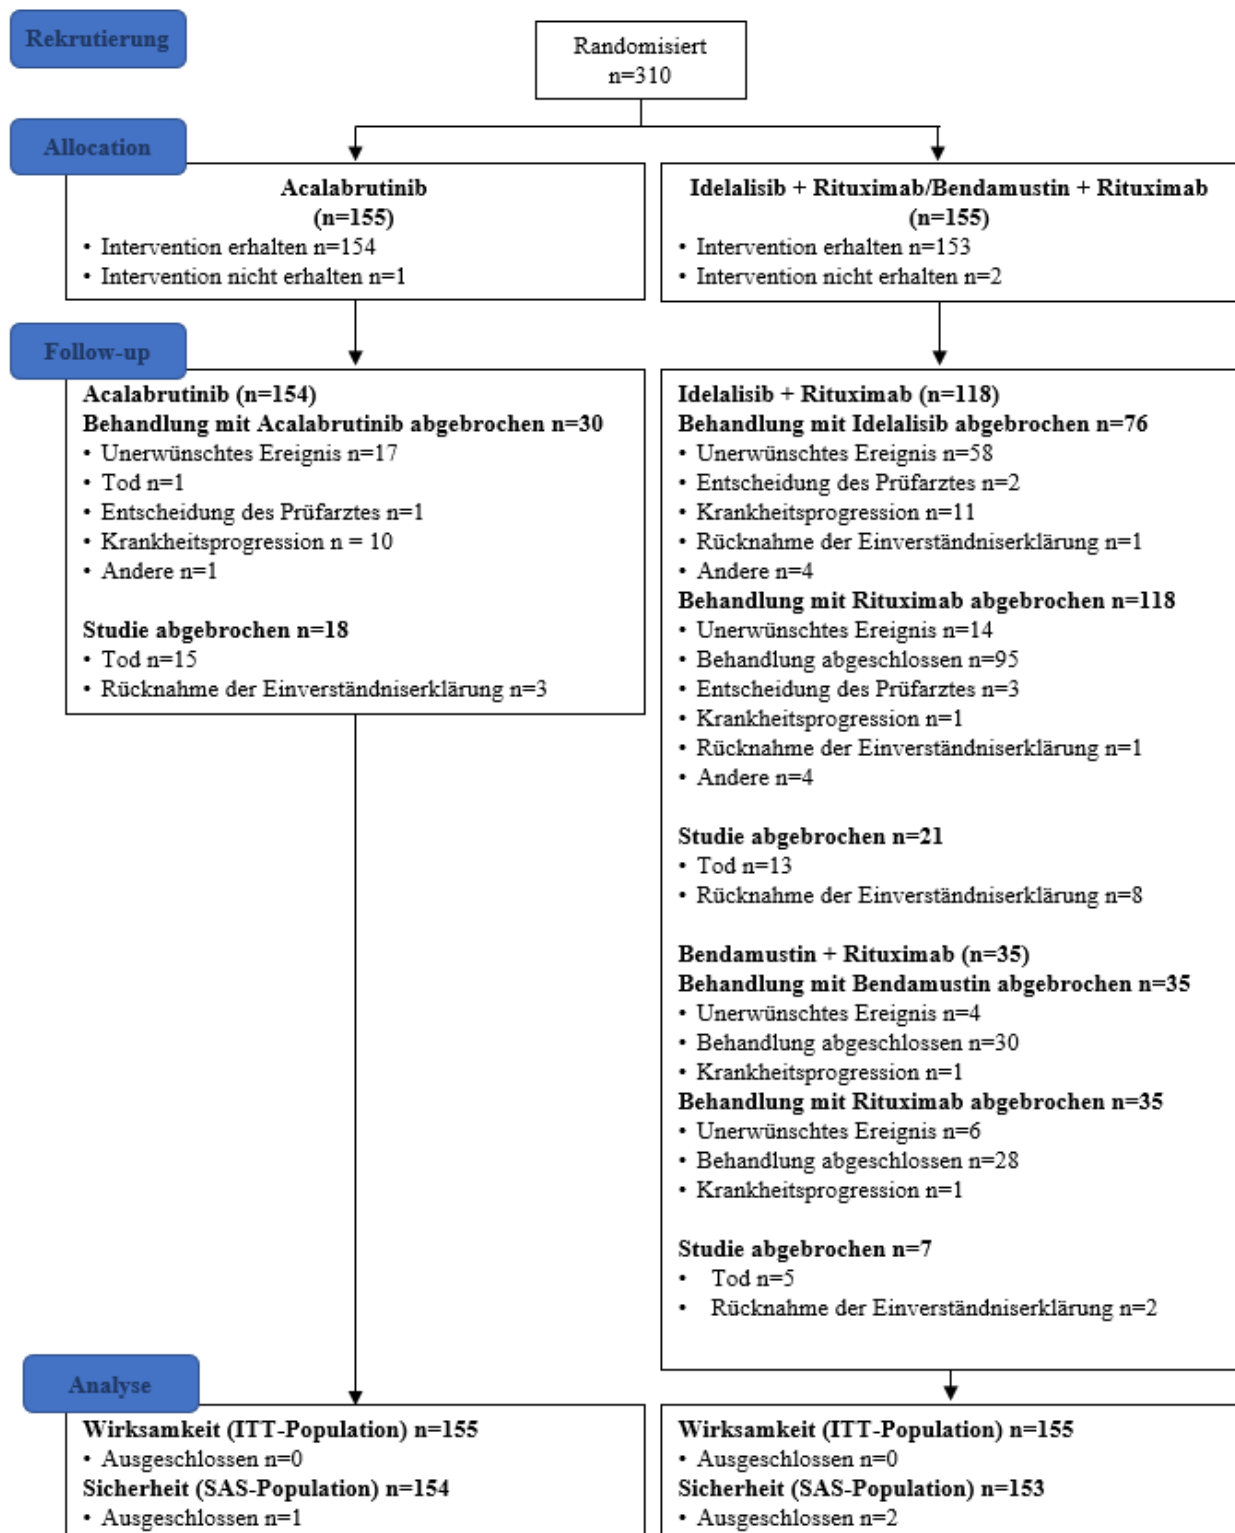 Rekrutierung
Randomisiert
n=310
Allocation
Acalabrutinib
(n=155)
• Intervention erhalten n=154
• Intervention nicht erhalten n=1
Idelalisib + Rituximab/Bendamustin + Rituximab
(n=155)
• Intervention erhalten n=153
• Intervention nicht erhalten n=2
Follow-up
Acalabrutinib (n=154)
Behandlung mit Acalabrutinib abgebrochen n=30
• Unerwünschtes Ereignis n=17
• Tod n=1
• Entscheidung des Prüfarztes n=1
• Krankheitsprogression n = 10
• Andere n=1
Studie abgebrochen n=18
• Tod n=15
• Rücknahme der Einverständniserklärung n=3
Idelalisib + Rituximab (n=118)
Behandlung mit Idelalisib abgebrochen n=76
• Unerwünschtes Ereignis n=58
• Entscheidung des Prüfarztes n=2
• Krankheitsprogression n=11
• Rücknahme der Einverständniserklärung n=1
• Andere n=4
Behandlung mit Rituximab abgebrochen n=118
• Unerwünschtes Ereignis n=14
• Behandlung abgeschlossen n=95
• Entscheidung des Prüfarztes n=3
• Krankheitsprogression n=1
• Rücknahme der Einverständniserklärung n=1
• Andere n=4
Studie abgebrochen n=21
• Tod n=13
• Rücknahme der Einverständniserklärung n=8
Bendamustin + Rituximab (n=35)
Behandlung mit Bendamustin abgebrochen n=35
• Unerwünschtes Ereignis n=4
• Behandlung abgeschlossen n=30
• Krankheitsprogression n=1
Behandlung mit Rituximab abgebrochen n=35
• Unerwünschtes Ereignis n=6
• Behandlung abgeschlossen n=28
• Krankheitsprogression n=1
Studie abgebrochen n=7
• Tod n=5
• Rücknahme der Einverständniserklärung n=2
Analyse
Wirksamkeit (ITT-Population) n=155
• Ausgeschlossen n=0
Sicherheit (SAS-Population) n=154
• Ausgeschlossen n=1
Wirksamkeit (ITT-Population) n=155
• Ausgeschlossen n=0
Sicherheit (SAS-Population) n=153
• Ausgeschlossen n=2